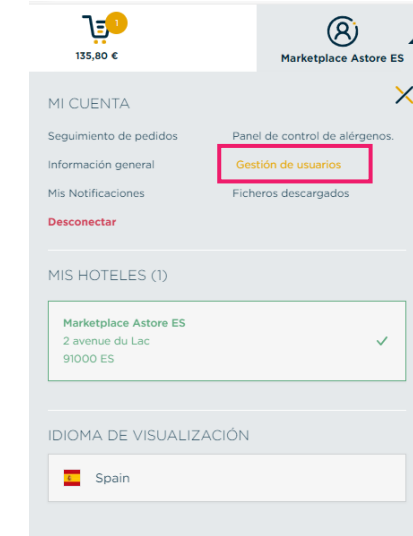 1
135,80 €
Marketplace Astore ES
MI CUENTA
Seguimiento de pedidos
Panel de control de alérgenos.
Información general
Gestión de usuarios
Mis Notificaciones
Ficheros descargados
Desconectar
MIS HOTELES (1)
Marketplace Astore ES
2 avenue du Lac
91000 ES
IDIOMA DE VISUALIZACIÓN
Spain